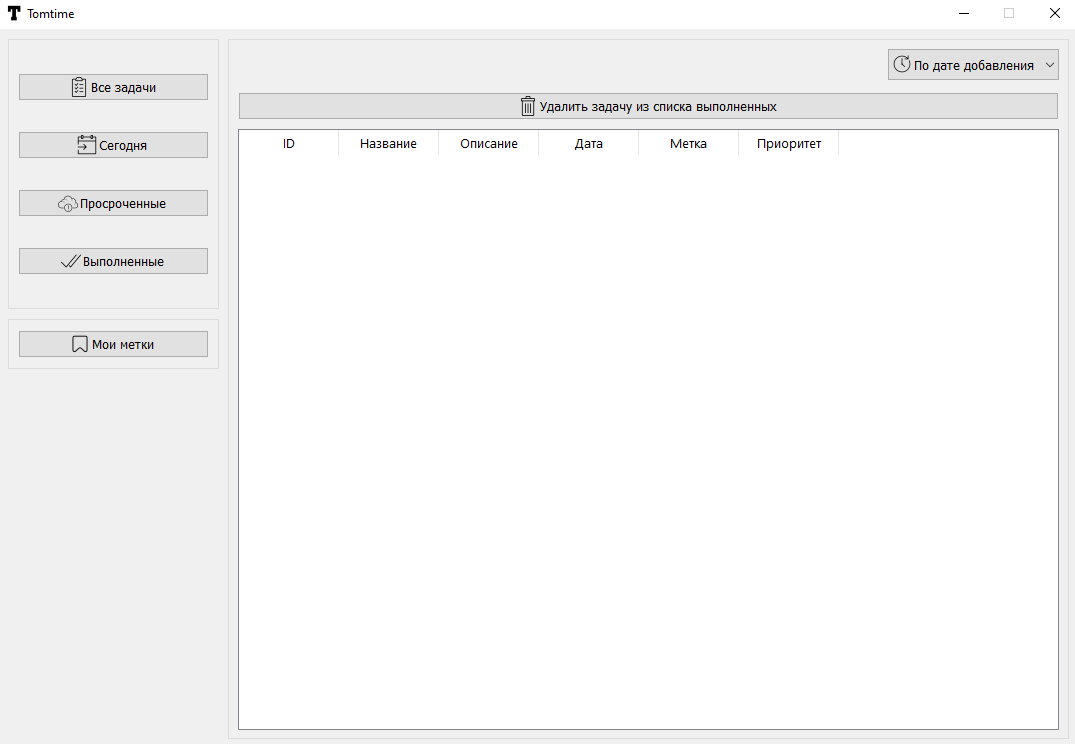 Tomtime
Все задачи
Сегодня
Просроченные
Выполненные
Мои метки
По дате добавления
Удалить задачу из списка выполненных
ID Название Описание Дата Метка Приоритет